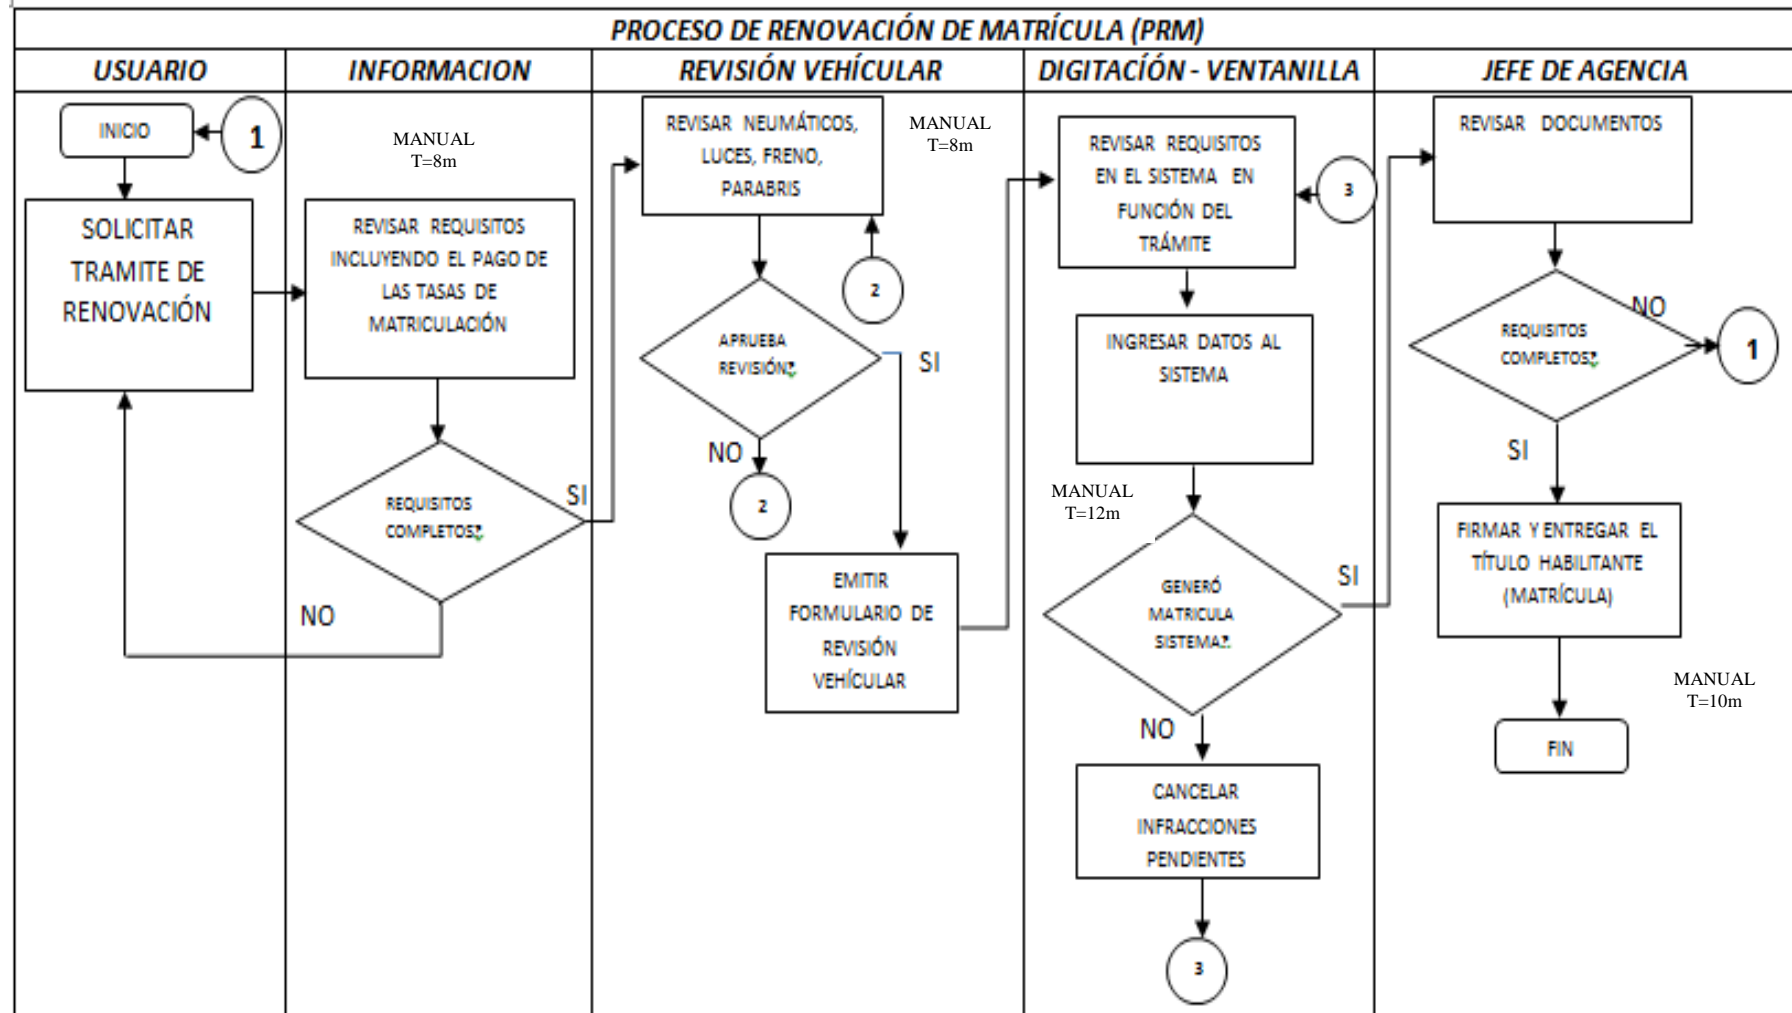 PROCESO DE RENOVACIÓN DE MATRÍCULA (PRM)
USUARIO
INFORMACION
REVISIÓN VEHÍCULAR
DIGITACÍÓN - VENTANILLA
JEFE DE AGENCIA
INICIO
1
SOLICITAR
TRAMITE DE
RENOVACIÓN
MANUAL
T=8m
REVISAR REQUISITOS
INCLUYENDO EL PAGO DE
LAS TASAS DE
MATRICULACIÓN
REQUISITOS
COMPLETOS?
SI
NO
REVISAR NEUMÁTICOS,
LUCES, FRENO,
PARABRIS
MANUAL
T=8m
2
APRUEBA
REVISIÓN?
SI
NO
2
EMITIR
FORMULARIO DE
REVISIÓN
VEHÍCULAR
REVISAR REQUISITOS
EN EL SISTEMA EN
FUNCIÓN DEL
TRÁMITE
3
INGRESAR DATOS AL
SISTEMA
MANUAL
T=12m
GENERÓ
MATRICULA
SISTEMA?
SI
NO
CANCELAR
INFRACCIONES
PENDIENTES
3
REVISAR DOCUMENTOS
REQUISITOS
COMPLETOS?
NO
1
SI
FIRMAR Y ENTREGAR EL
TÍTULO HABILITANTE
(MATRÍCULA)
MANUAL
T=10m
FIN